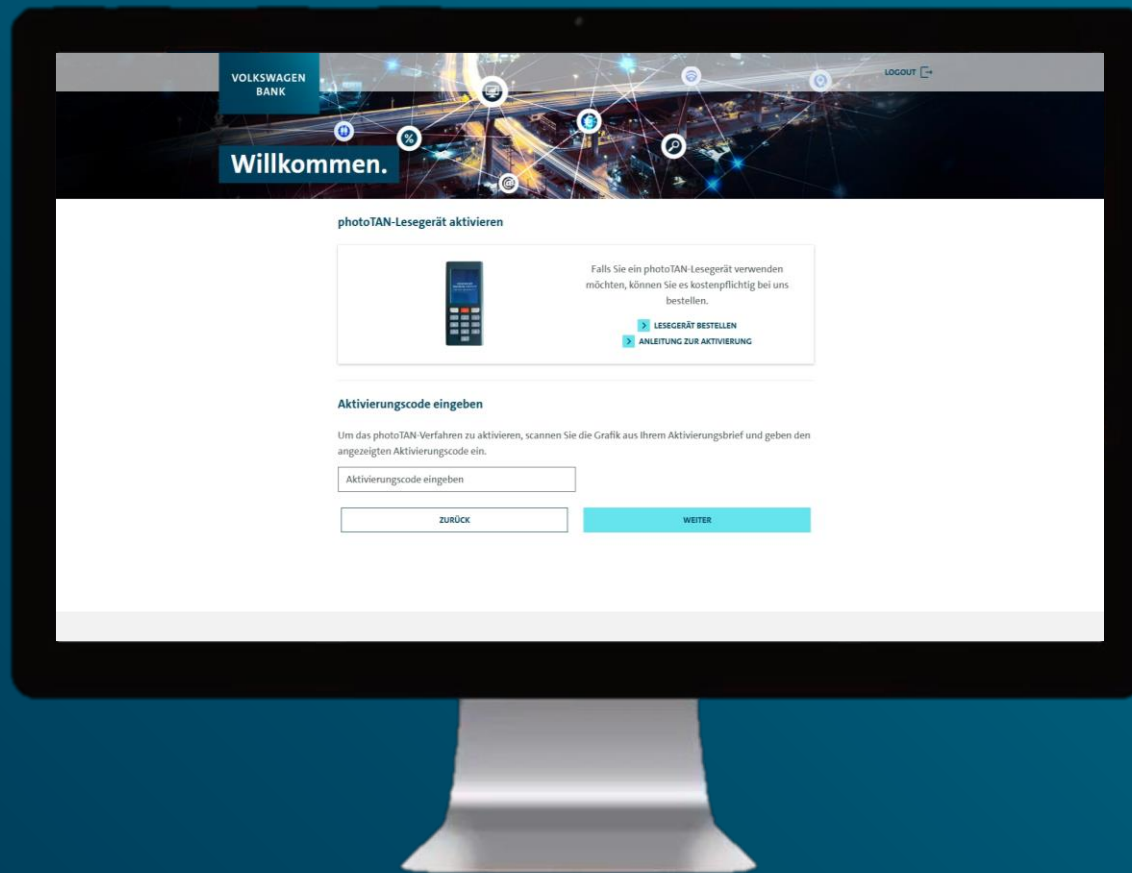 VOLKSWAGEN
BANK
LOGOUT
Willkommen.
photoTAN-Lesegerät aktivieren
Falls Sie ein photoTAN-Lesegerät verwenden
möchten, können Sie es kostenpflichtig bei uns
bestellen.
LESEGERÄT BESTELLEN
ANLEITUNG ZUR AKTIVIERUNG
Aktivierungscode eingeben
Um das photoTAN-Verfahren zu aktivieren, scannen Sie die Grafik aus Ihrem Aktivierungsbrief und geben den
angezeigten Aktivierungscode ein.
Aktivierungscode eingeben
ZURÜCK
WEITER